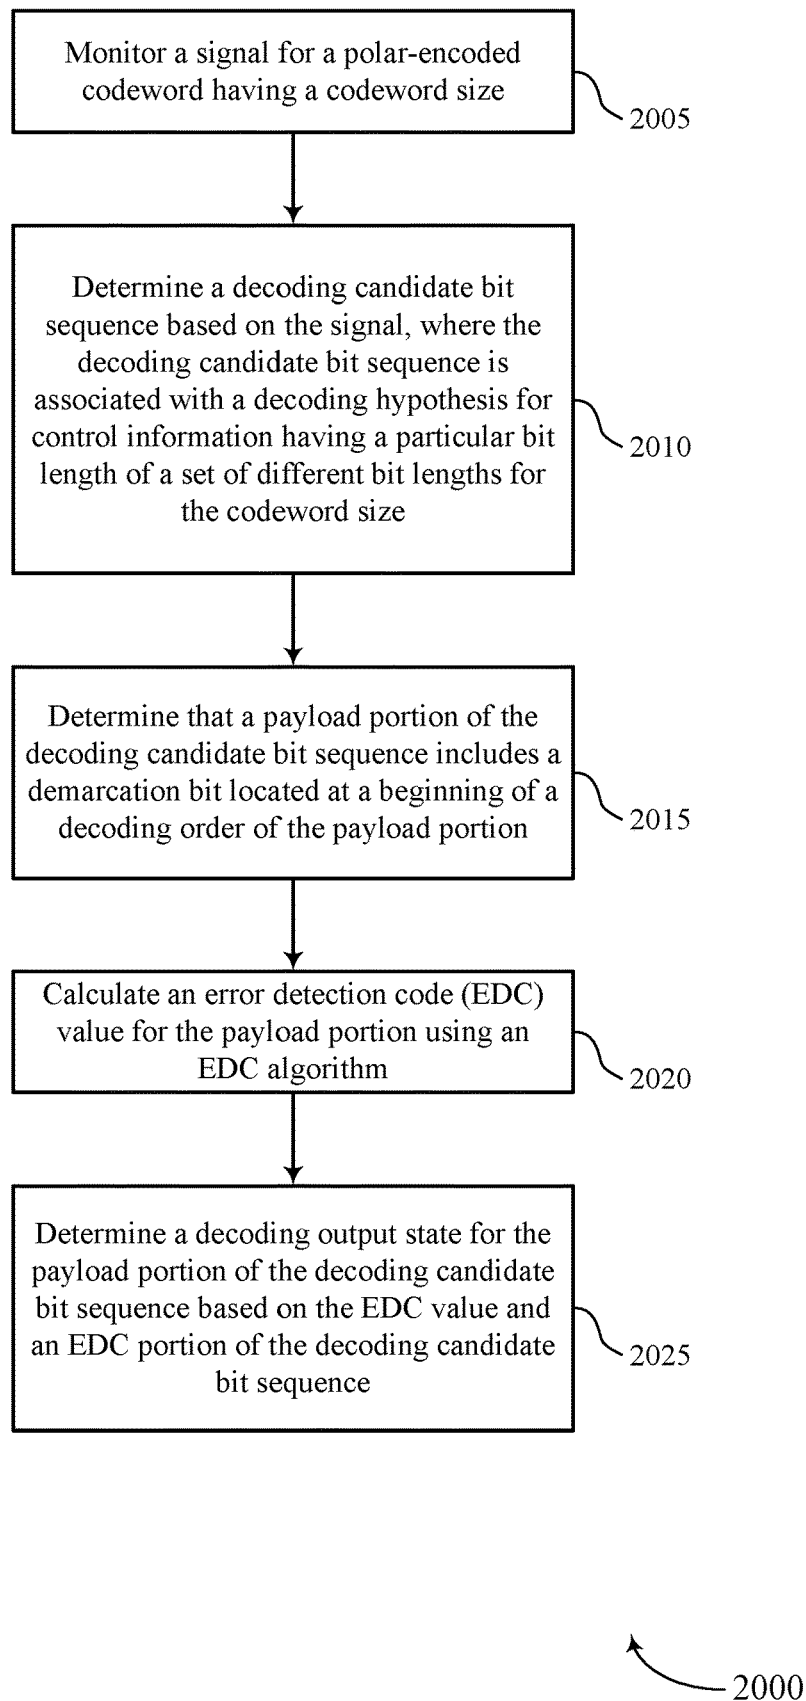 Monitor a signal for a polar-encoded
codeword having a codeword size
2005
Determine a decoding candidate bit
sequence based on the signal, where the
decoding candidate bit sequence is
associated with a decoding hypothesis for
control information having a particular bit
length of a set of different bit lengths for
the codeword size
2010
Determine that a payload portion of the
decoding candidate bit sequence includes a
demarcation bit located at a beginning of a
decoding order of the payload portion
2015
Calculate an error detection code (EDC)
value for the payload portion using an
EDC algorithm
2020
Determine a decoding output state for the
payload portion of the decoding candidate
bit sequence based on the EDC value and
an EDC portion of the decoding candidate
bit sequence
2025
2000